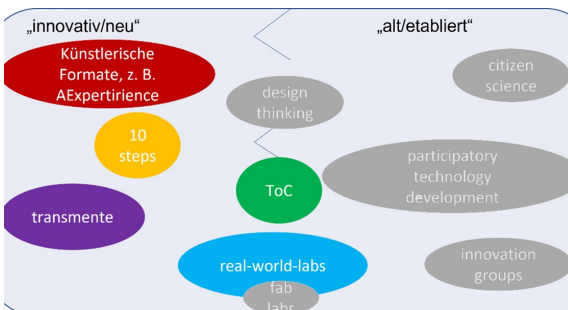 „innovativ/neu“
„alt/etabliert“
Künstlerische
Formate, z. B.
AExpertirience
design
thinking
citizen
science
10
steps
participatory
technology
development
ToC
transmente
real-world-labs
fab
labs
innovation
groups